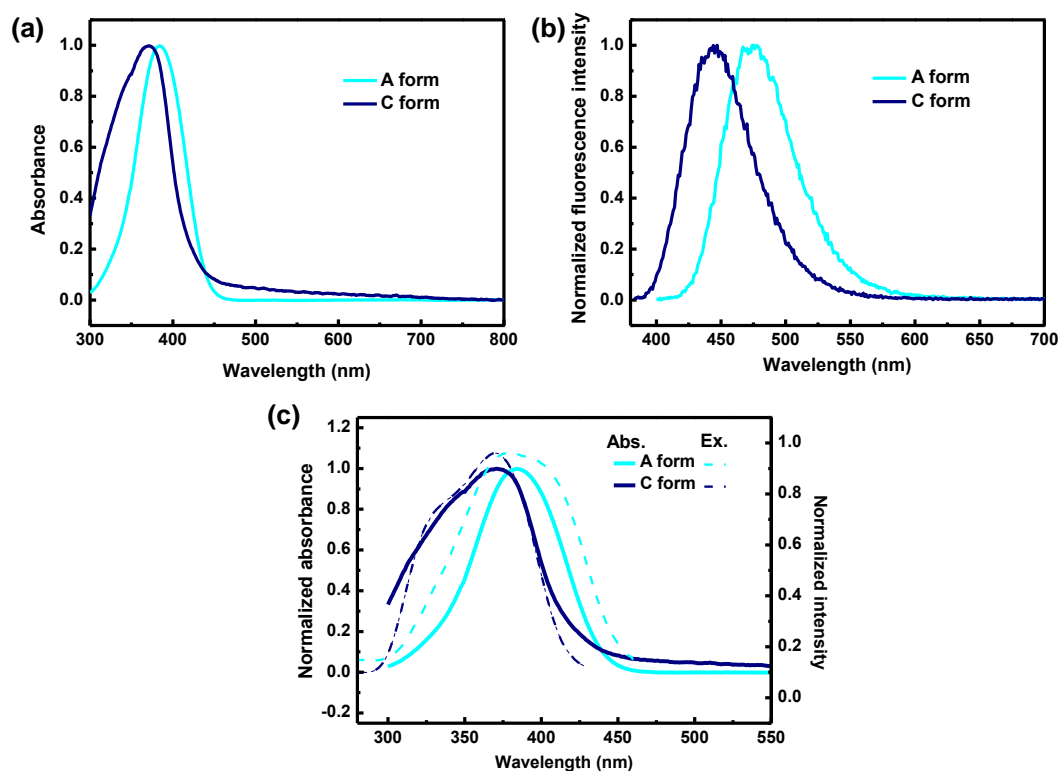 (a)
Absorbance
1.0
0.8
0.6
0.4
0.2
0.0
A form
C form
300 400 500 600 700 800
Wavelength (nm)
(b)
Normalized fluorescence intensity
1.0
0.8
0.6
0.4
0.2
0.0
A form
C form
400 450 500 550 600 650 700
Wavelength (nm)
(c)
Normalized absorbance
1.2
1.0
0.8
0.6
0.4
0.2
0.0
-0.2
Abs. Ex.
A form
C form
1.0
0.8
0.6
0.4
0.2
0.0
Normalized intensity
300 350 400 450 500 550
Wavelength (nm)